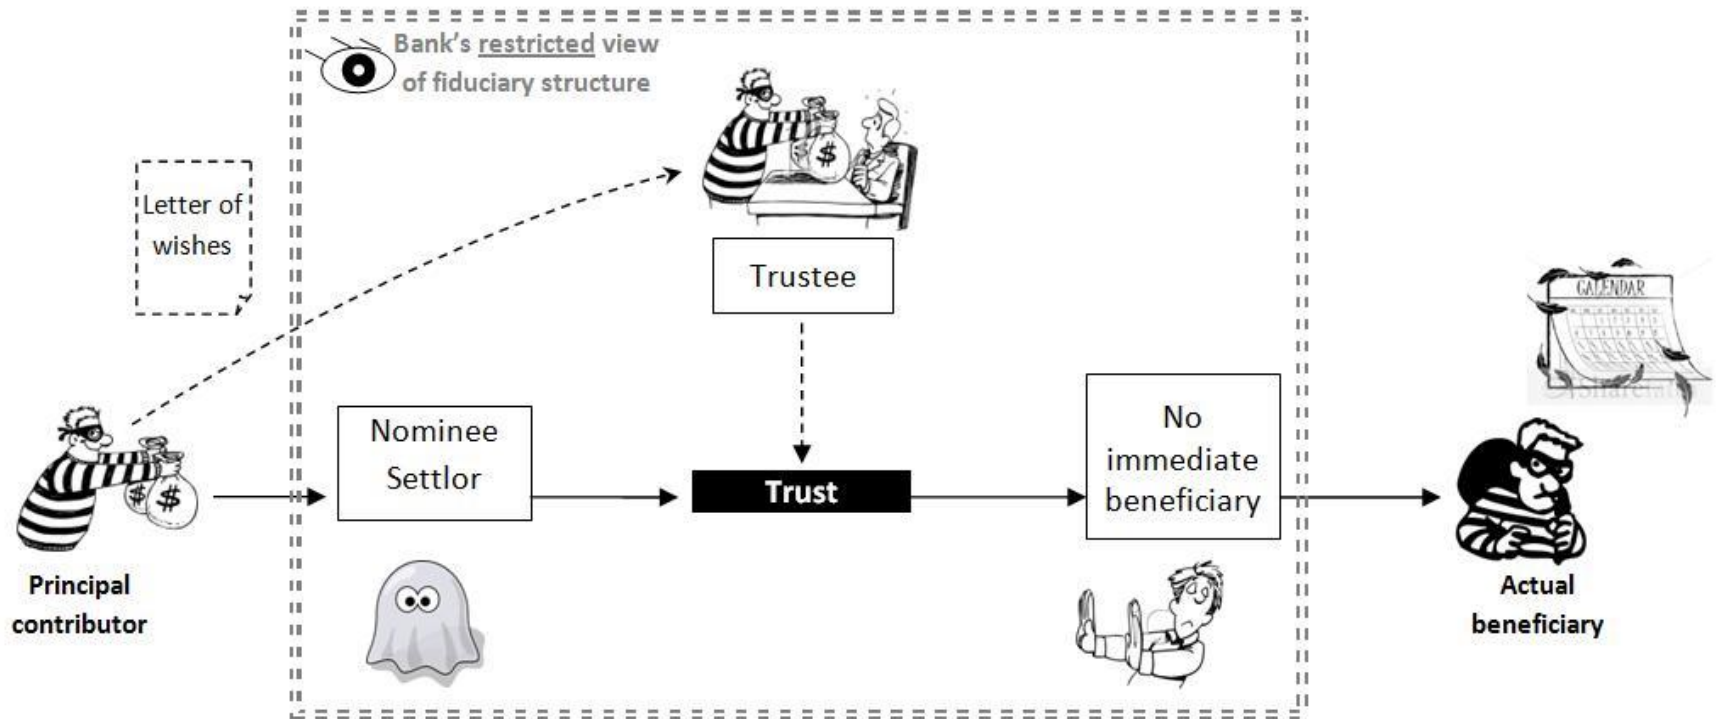 Bank's restricted view
of fiduciary structure
Letter of
wishes
$
Trustee
CALENDAR
Nominee
Settlor
Trust
No
immediate
beneficiary
$ $
Principal
contributor
Actual
beneficiary